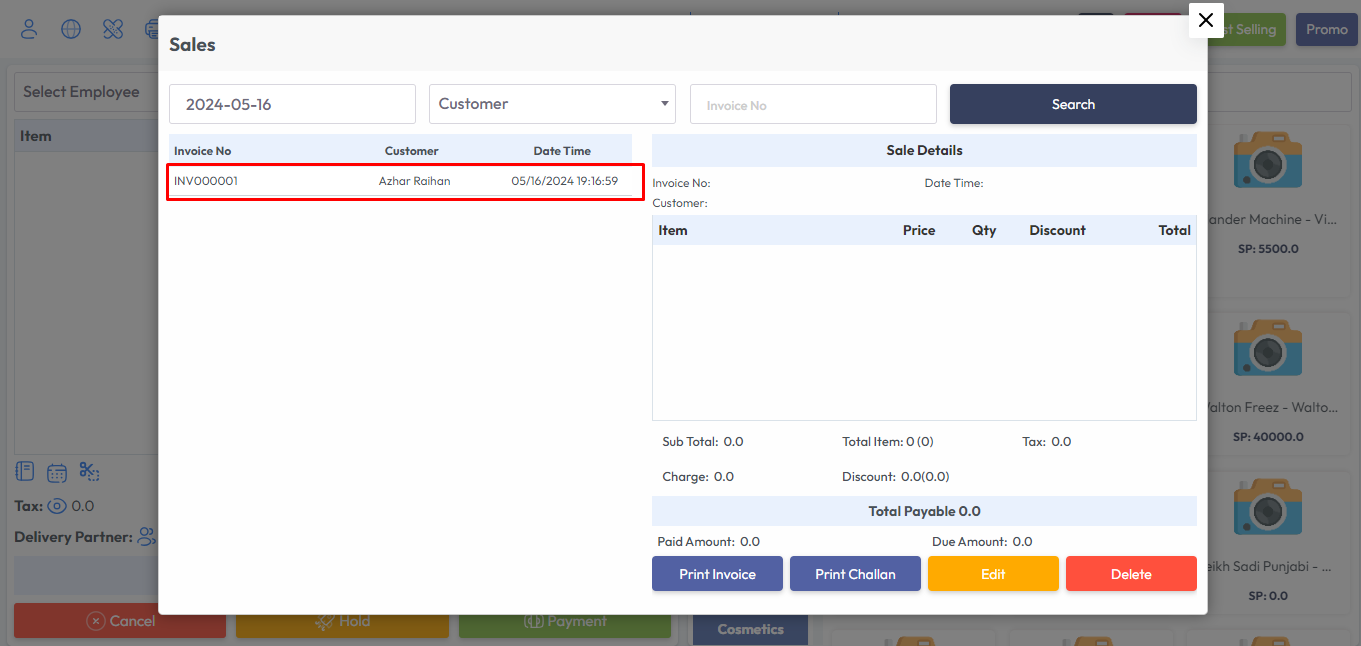 Sales
st Selling
Promo
Select Employee
2024-05-16
Customer
Invoice No
Search
Item
Invoice No Customer Date Time
INV000001 Azhar Raihan 05/16/2024 19:16:59
Sale Details
Invoice No: Date Time:
Customer:
Item Price Qty Discount Total
Sub Total: 0.0 Total Item: 0 (0) Tax: 0.0
Charge: 0.0 Discount: 0.0(0.0)
Total Payable 0.0
Paid Amount: 0.0 Due Amount: 0.0
Print Invoice Print Challan Edit Delete
ander Machine - Vi...
SP: 5500.0
alton Freez - Walto...
SP: 40000.0
eikh Sadi Punjabi - ...
SP: 0.0
Tax: 0.0
Delivery Partner:
Cancel Hold Payment
Cosmetics